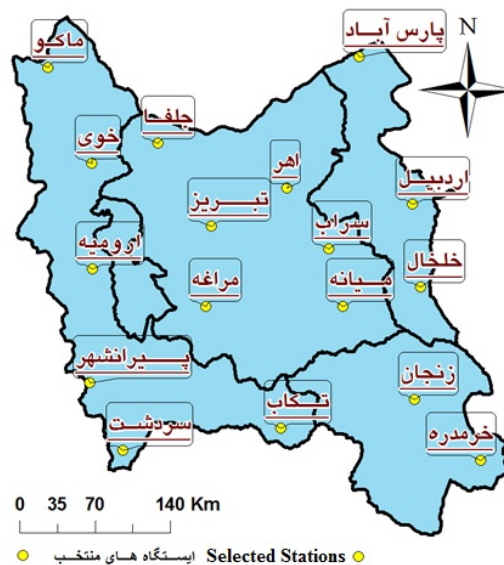 پارس آباد
N
ماکو
جلفا
خوی
اهر
اردبیل
تبریز
سراب
ارومیه
خلخال
مراغه
میانه
پیرانشهر
زنجان
تکاب
سردشت
خرمدره
0 35 70 140 Km
ایستگاه های منتخب Selected Stations